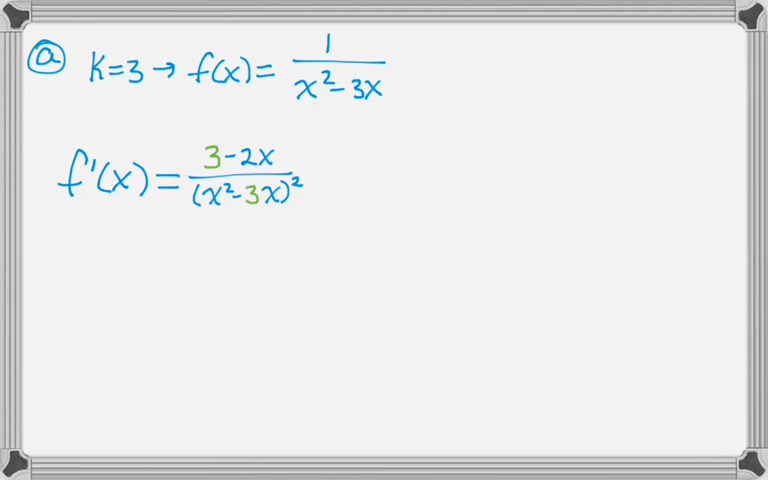 ⓐ K=3 → f(x) = 1/(x² - 3x)
f'(x) = (3-2x)/(x²-3x)²